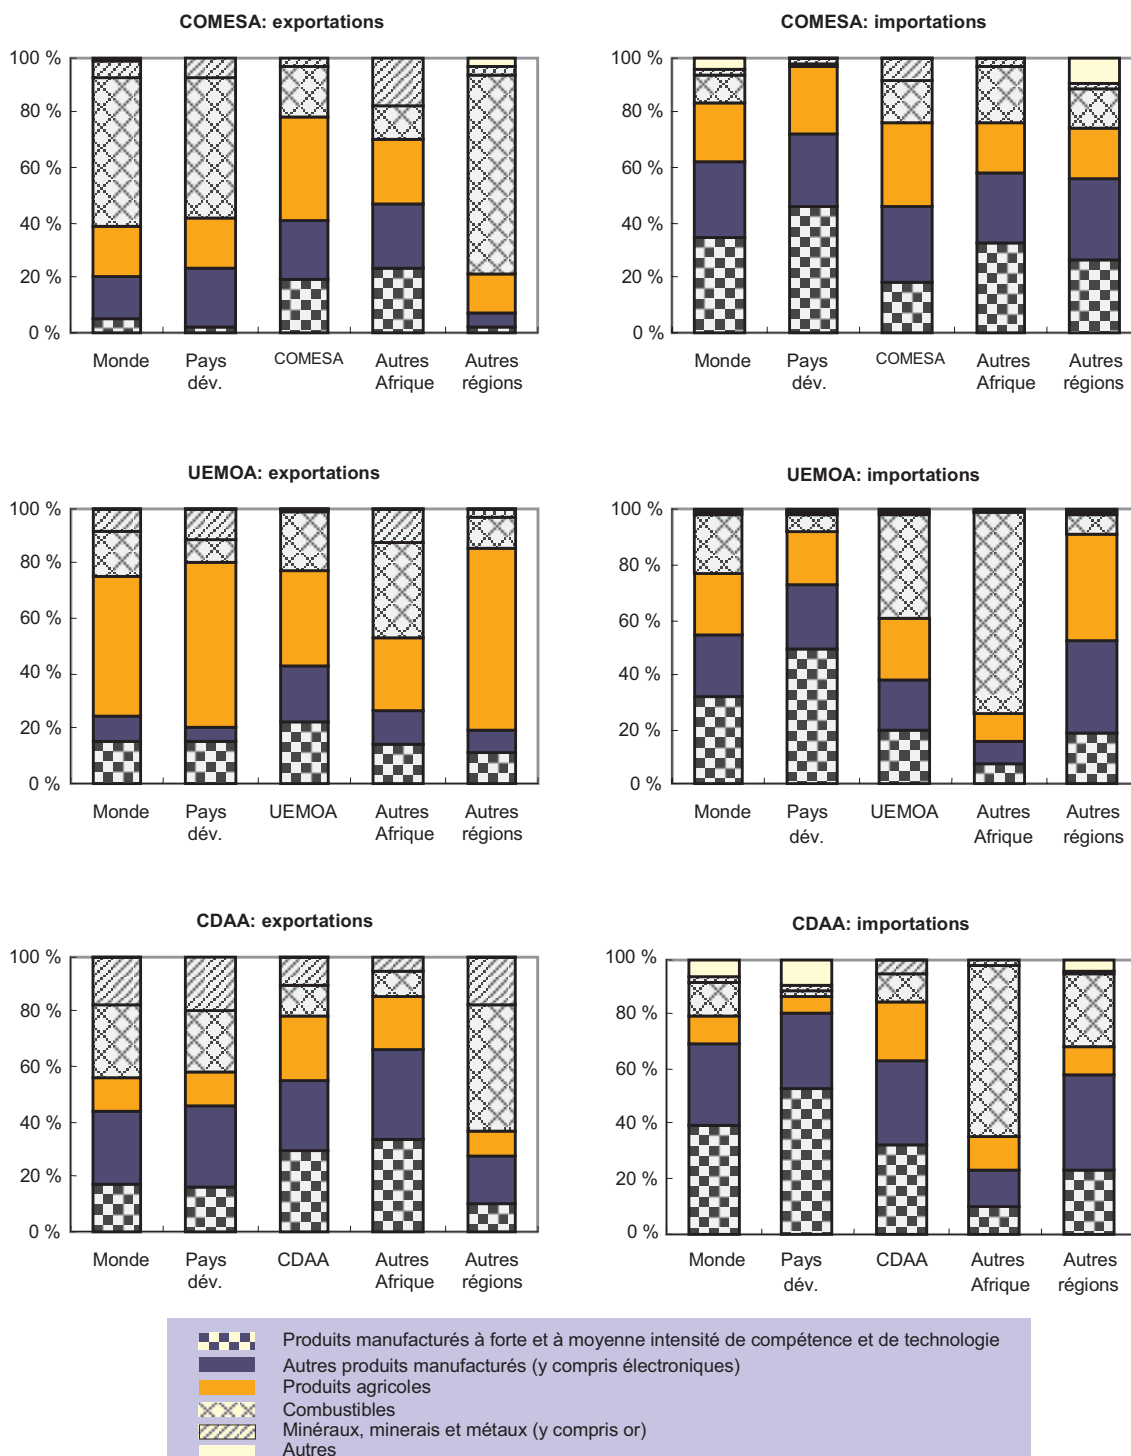 COMESA: exportations
100 %
80 %
60 %
40 %
20 %
0 %
Monde
Pays
dév.
COMESA
Autres
Afrique
Autres
régions
COMESA: importations
100 %
80 %
60 %
40 %
20 %
0 %
Monde
Pays
dév.
COMESA
Autres
Afrique
Autres
régions
UEMOA: exportations
100 %
80 %
60 %
40 %
20 %
0 %
Monde
Pays
dév.
UEMOA
Autres
Afrique
Autres
régions
UEMOA: importations
100 %
80 %
60 %
40 %
20 %
0 %
Monde
Pays
dév.
UEMOA
Autres
Afrique
Autres
régions
CDAA: exportations
100 %
80 %
60 %
40 %
20 %
0 %
Monde
Pays
dév.
CDAA
Autres
Afrique
Autres
régions
CDAA: importations
100 %
80 %
60 %
40 %
20 %
0 %
Monde
Pays
dév.
CDAA
Autres
Afrique
Autres
régions
Produits manufacturés à forte et à moyenne intensité de compétence et de technologie
Autres produits manufacturés (y compris électroniques)
Produits agricoles
Combustibles
Minéraux, minerais et métaux (y compris or)
Autres